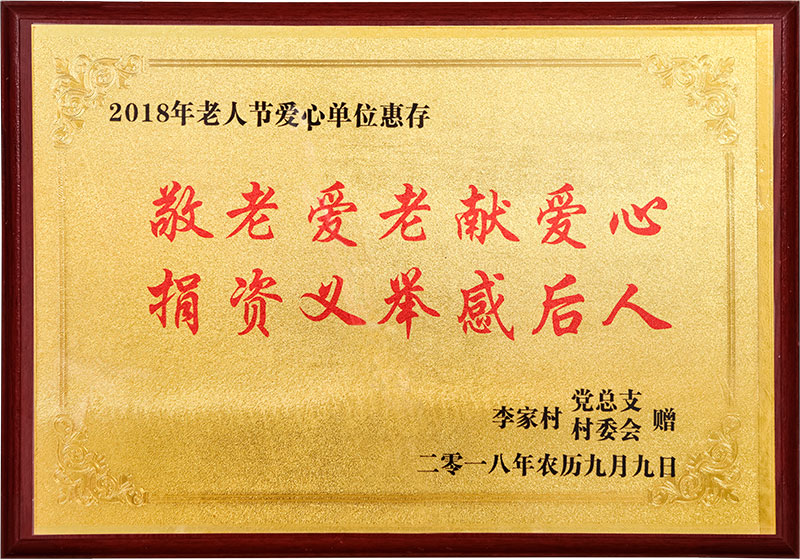 2018年老人节爱心单位惠存
敬老爱老献爱心
捐资义举感后人
李家村 党总支 赠
村委会
二零一八年农历九月九日